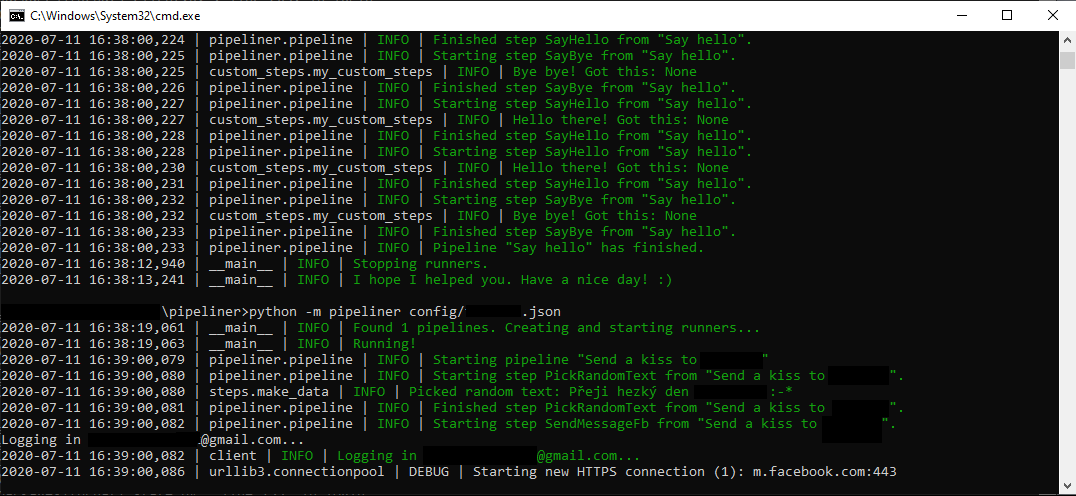 C:\Windows\System32\cmd.exe
2020-07-11 16:38:00,224 | pipeliner.pipeline | INFO | Finished step SayHello from "Say hello".
2020-07-11 16:38:00,225 | pipeliner.pipeline | INFO | Starting step SayBye from "Say hello".
2020-07-11 16:38:00,225 | custom_steps.my_custom_steps | INFO | Bye bye! Got this: None
2020-07-11 16:38:00,226 | pipeliner.pipeline | INFO | Finished step SayBye from "Say hello".
2020-07-11 16:38:00,227 | pipeliner.pipeline | INFO | Starting step SayHello from "Say hello".
2020-07-11 16:38:00,227 | custom_steps.my_custom_steps | INFO | Hello there! Got this: None
2020-07-11 16:38:00,228 | pipeliner.pipeline | INFO | Finished step SayHello from "Say hello".
2020-07-11 16:38:00,228 | pipeliner.pipeline | INFO | Starting step SayHello from "Say hello".
2020-07-11 16:38:00,230 | custom_steps.my_custom_steps | INFO | Hello there! Got this: None
2020-07-11 16:38:00,231 | pipeliner.pipeline | INFO | Finished step SayHello from "Say hello".
2020-07-11 16:38:00,232 | pipeliner.pipeline | INFO | Starting step SayBye from "Say hello".
2020-07-11 16:38:00,232 | custom_steps.my_custom_steps | INFO | Bye bye! Got this: None
2020-07-11 16:38:00,233 | pipeliner.pipeline | INFO | Finished step SayBye from "Say hello".
2020-07-11 16:38:00,233 | pipeliner.pipeline | INFO | Pipeline "Say hello" has finished.
2020-07-11 16:38:12,940 | __main__ | INFO | Stopping runners.
2020-07-11 16:38:13,241 | __main__ | INFO | I hope I helped you. Have a nice day! :)
\pipeliner>python -m pipeliner config/ .json
2020-07-11 16:38:19,061 | __main__ | INFO | Found 1 pipelines. Creating and starting runners...
2020-07-11 16:38:19,063 | __main__ | INFO | Running!
2020-07-11 16:39:00,079 | pipeliner.pipeline | INFO | Starting pipeline "Send a kiss to "
2020-07-11 16:39:00,080 | pipeliner.pipeline | INFO | Starting step PickRandomText from "Send a kiss to ".
2020-07-11 16:39:00,080 | steps.make_data | INFO | Picked random text: Přeji hezký den :-*
2020-07-11 16:39:00,081 | pipeliner.pipeline | INFO | Finished step PickRandomText from "Send a kiss to ".
2020-07-11 16:39:00,082 | pipeliner.pipeline | INFO | Starting step SendMessageFb from "Send a kiss to ".
Logging in @gmail.com...
2020-07-11 16:39:00,082 | client | INFO | Logging in @gmail.com...
2020-07-11 16:39:00,086 | urllib3.connectionpool | DEBUG | Starting new HTTPS connection (1): m.facebook.com:443